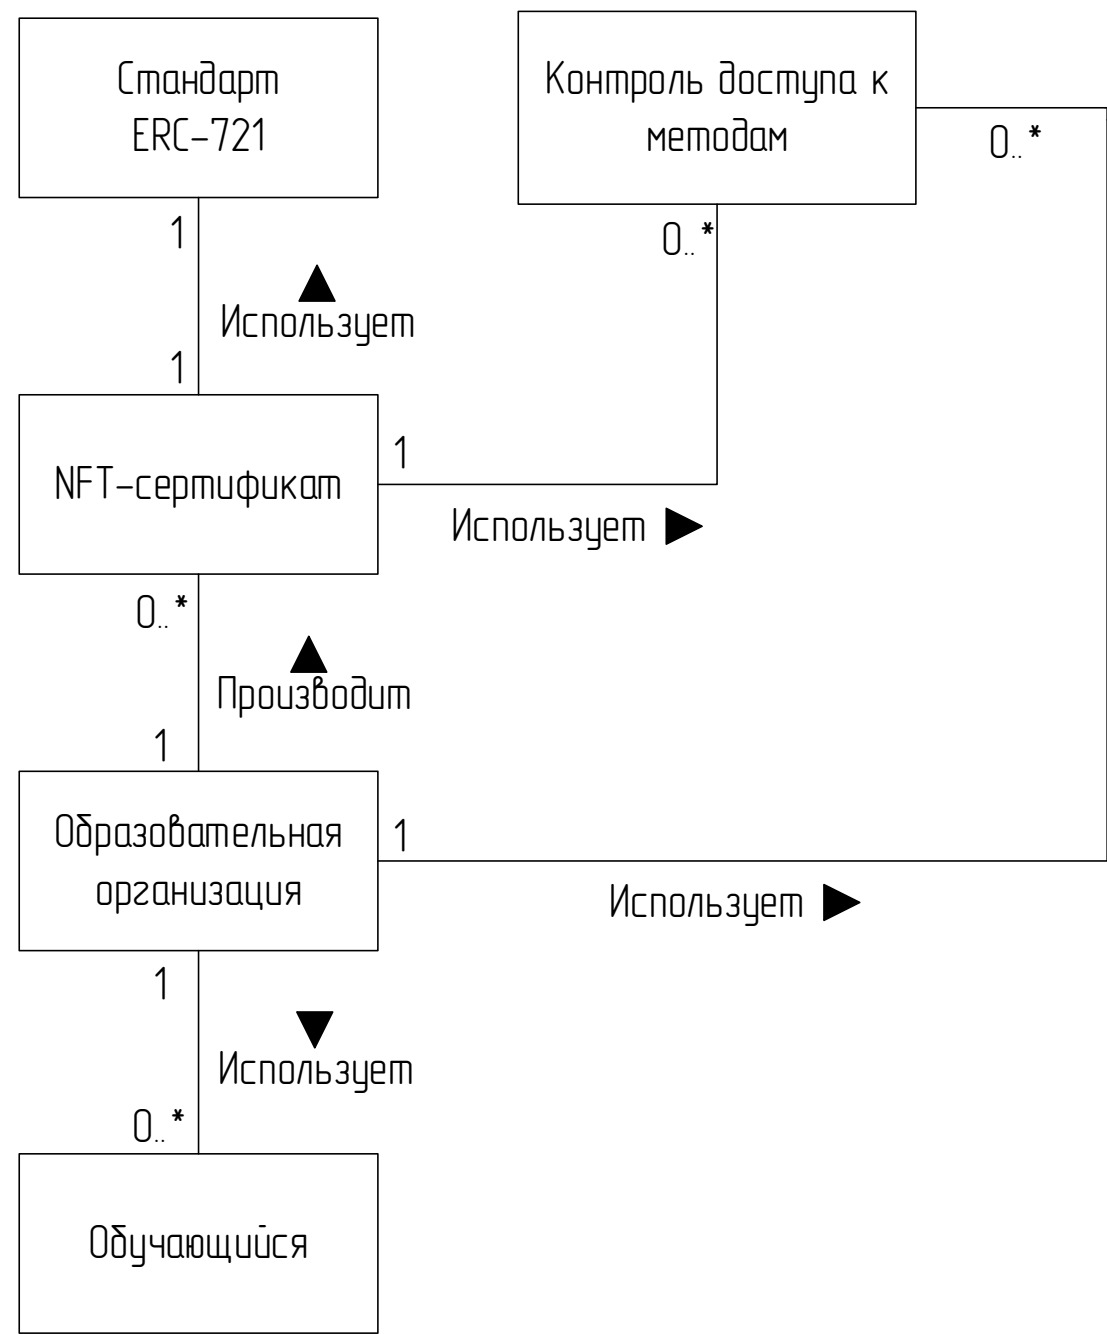 Стандарт
ERC-721
Контроль доступа к
методам
0..*
1
0..*
Использует
1
NFT-сертификат
1
Использует
0..*
Производит
1
Образовательная
организация
1
Использует
1
Использует
0..*
Обучающийся